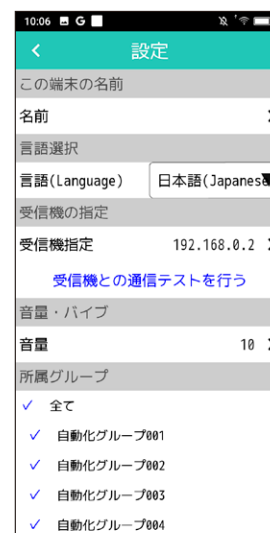 10:06 G
設定
この端末の名前
名前
言語選択
言語(Language) 日本語(Japanese
受信機の指定
受信機指定 192.168.0.2
受信機との通信テストを行う
音量・バイブ
音量 10
所属グループ
✓ 全て
✓ 自動化グループ001
✓ 自動化グループ002
✓ 自動化グループ003
✓ 自動化グループ004